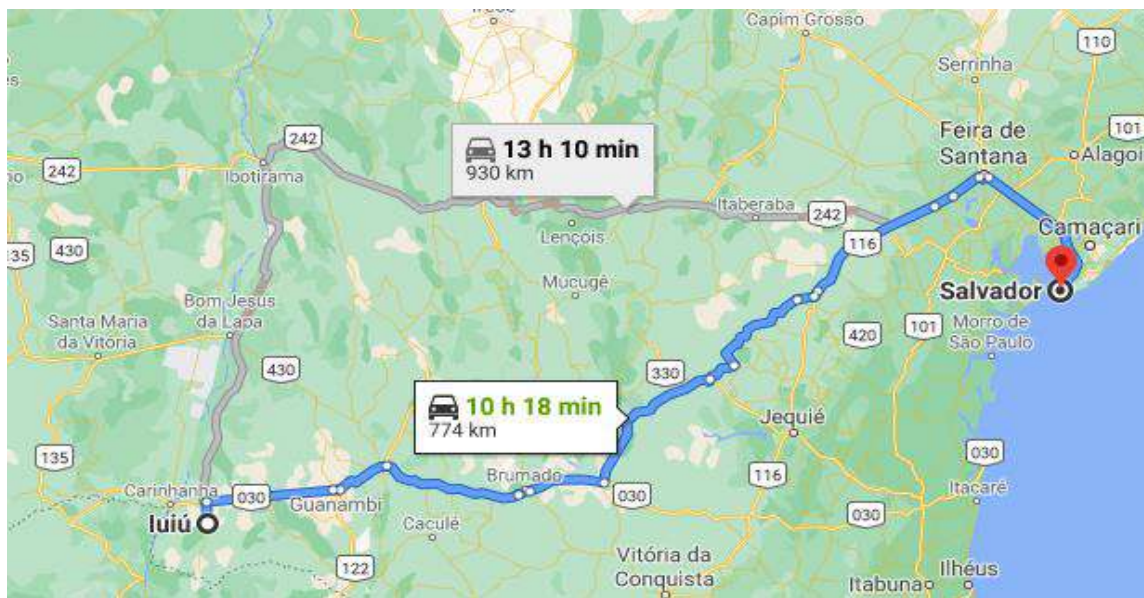 Capim Grosso
110
Serrinha
101
Feira de
Santana
Alagoi
242
242
Ibotirama
13 h 10 min
930 km
Itaberaba
242
Lençóis
116
Camaçari
135
430
Mucugê
Salvador
Bom Jesus
da Lapa
Santa Maria
da Vitória
420
101
Morro de
São Paulo
430
330
10 h 18 min
774 km
Jequié
135
030
116
Brumado
Carinhanha
030
Guanambi
030
Itacaré
Iuiú
Caculé
030
122
Vitória da
Conquista
Itabuna
Ilhéus